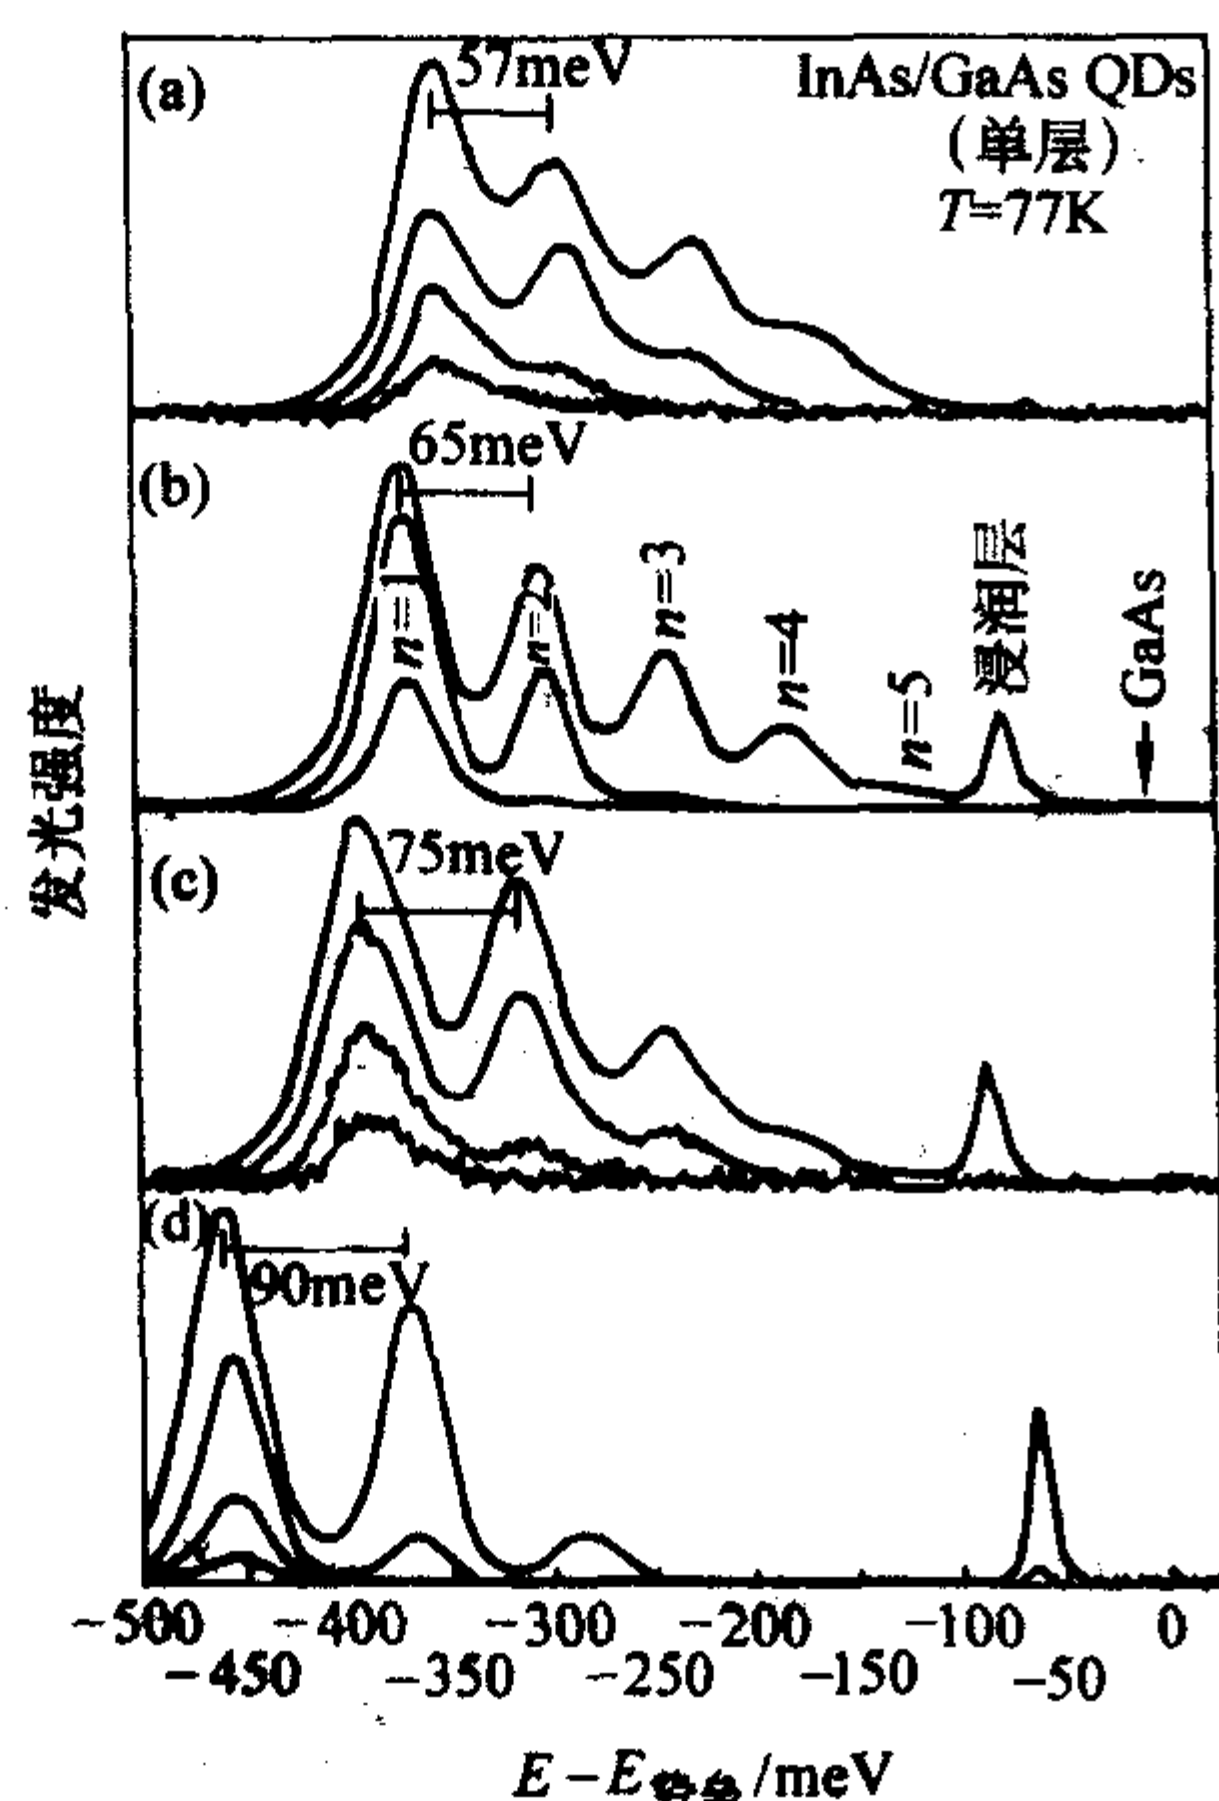 (a)
57meV
InAs/GaAs QDs
(单层)
T=77K
(b)
65meV
n=1
n=2
n=3
n=4
n=5
浸润层
GaAs
发光强度
(c)
75meV
(d)
90meV
-500 -400 -300 -200 -100 0
-450 -350 -250 -150 -50
E-E /meV